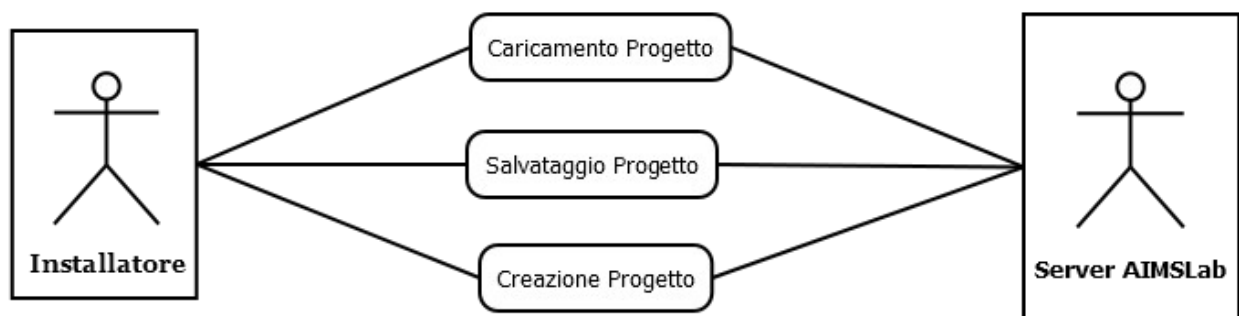 Caricamento Progetto
Salvataggio Progetto
Installatore
Creazione Progetto
Server AIMSLab